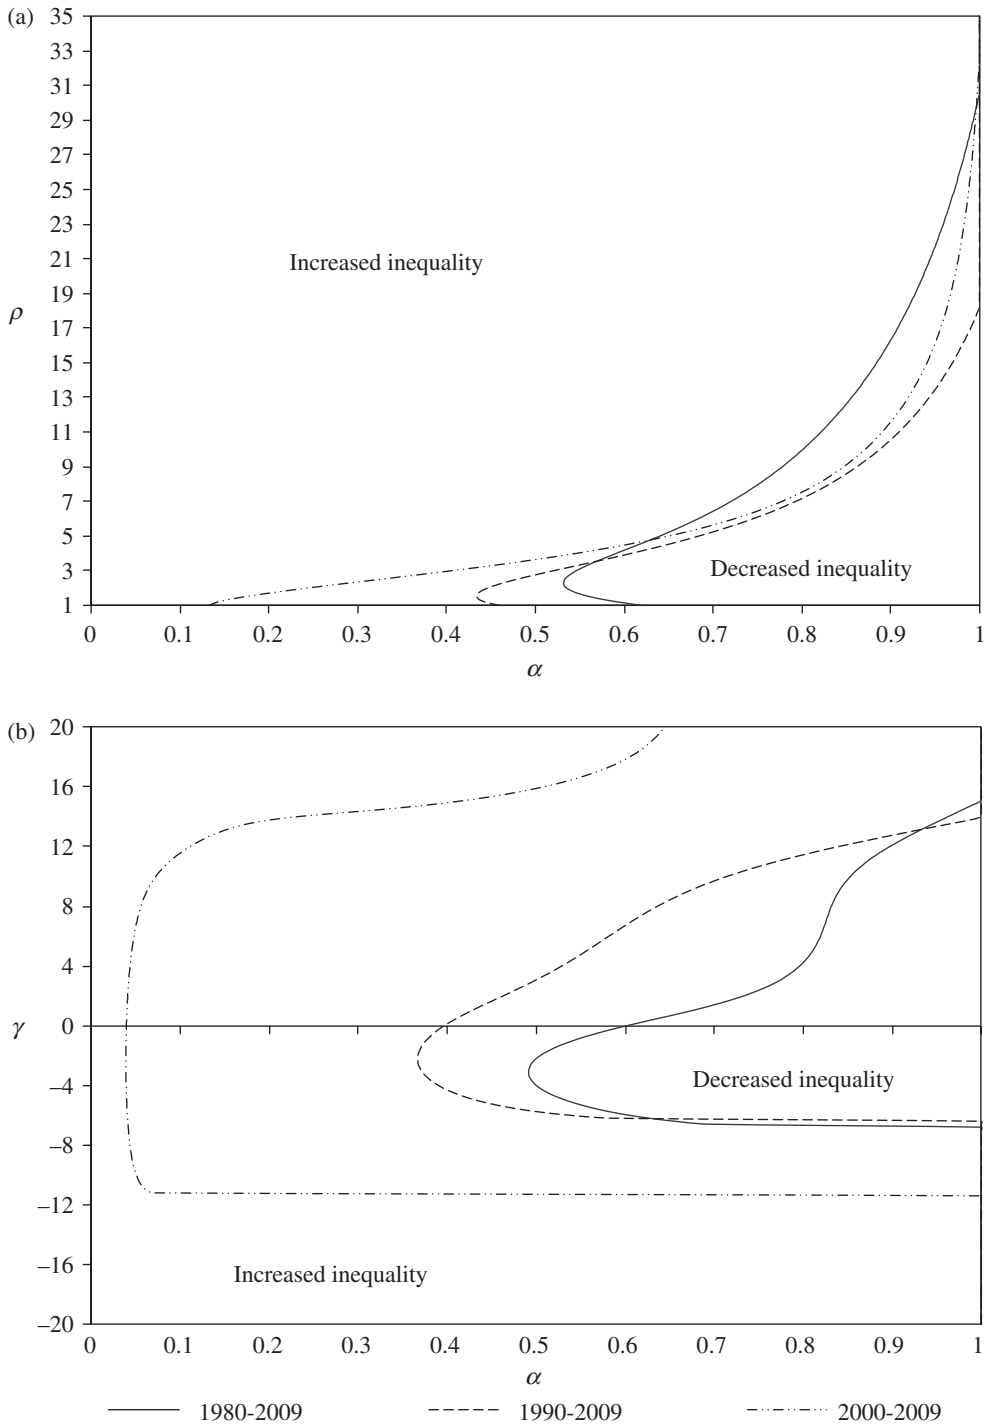 (a)
35
33
31
29
27
25
23
21
19
17
15
13
11
9
7
5
3
1
ρ
Increased inequality
Decreased inequality
0 0.1 0.2 0.3 0.4 0.5 0.6 0.7 0.8 0.9 1
α
(b)
20
16
12
8
4
0
–4
–8
–12
–16
–20
γ
Decreased inequality
Increased inequality
0 0.1 0.2 0.3 0.4 0.5 0.6 0.7 0.8 0.9 1
α
1980-2009 1990-2009 2000-2009